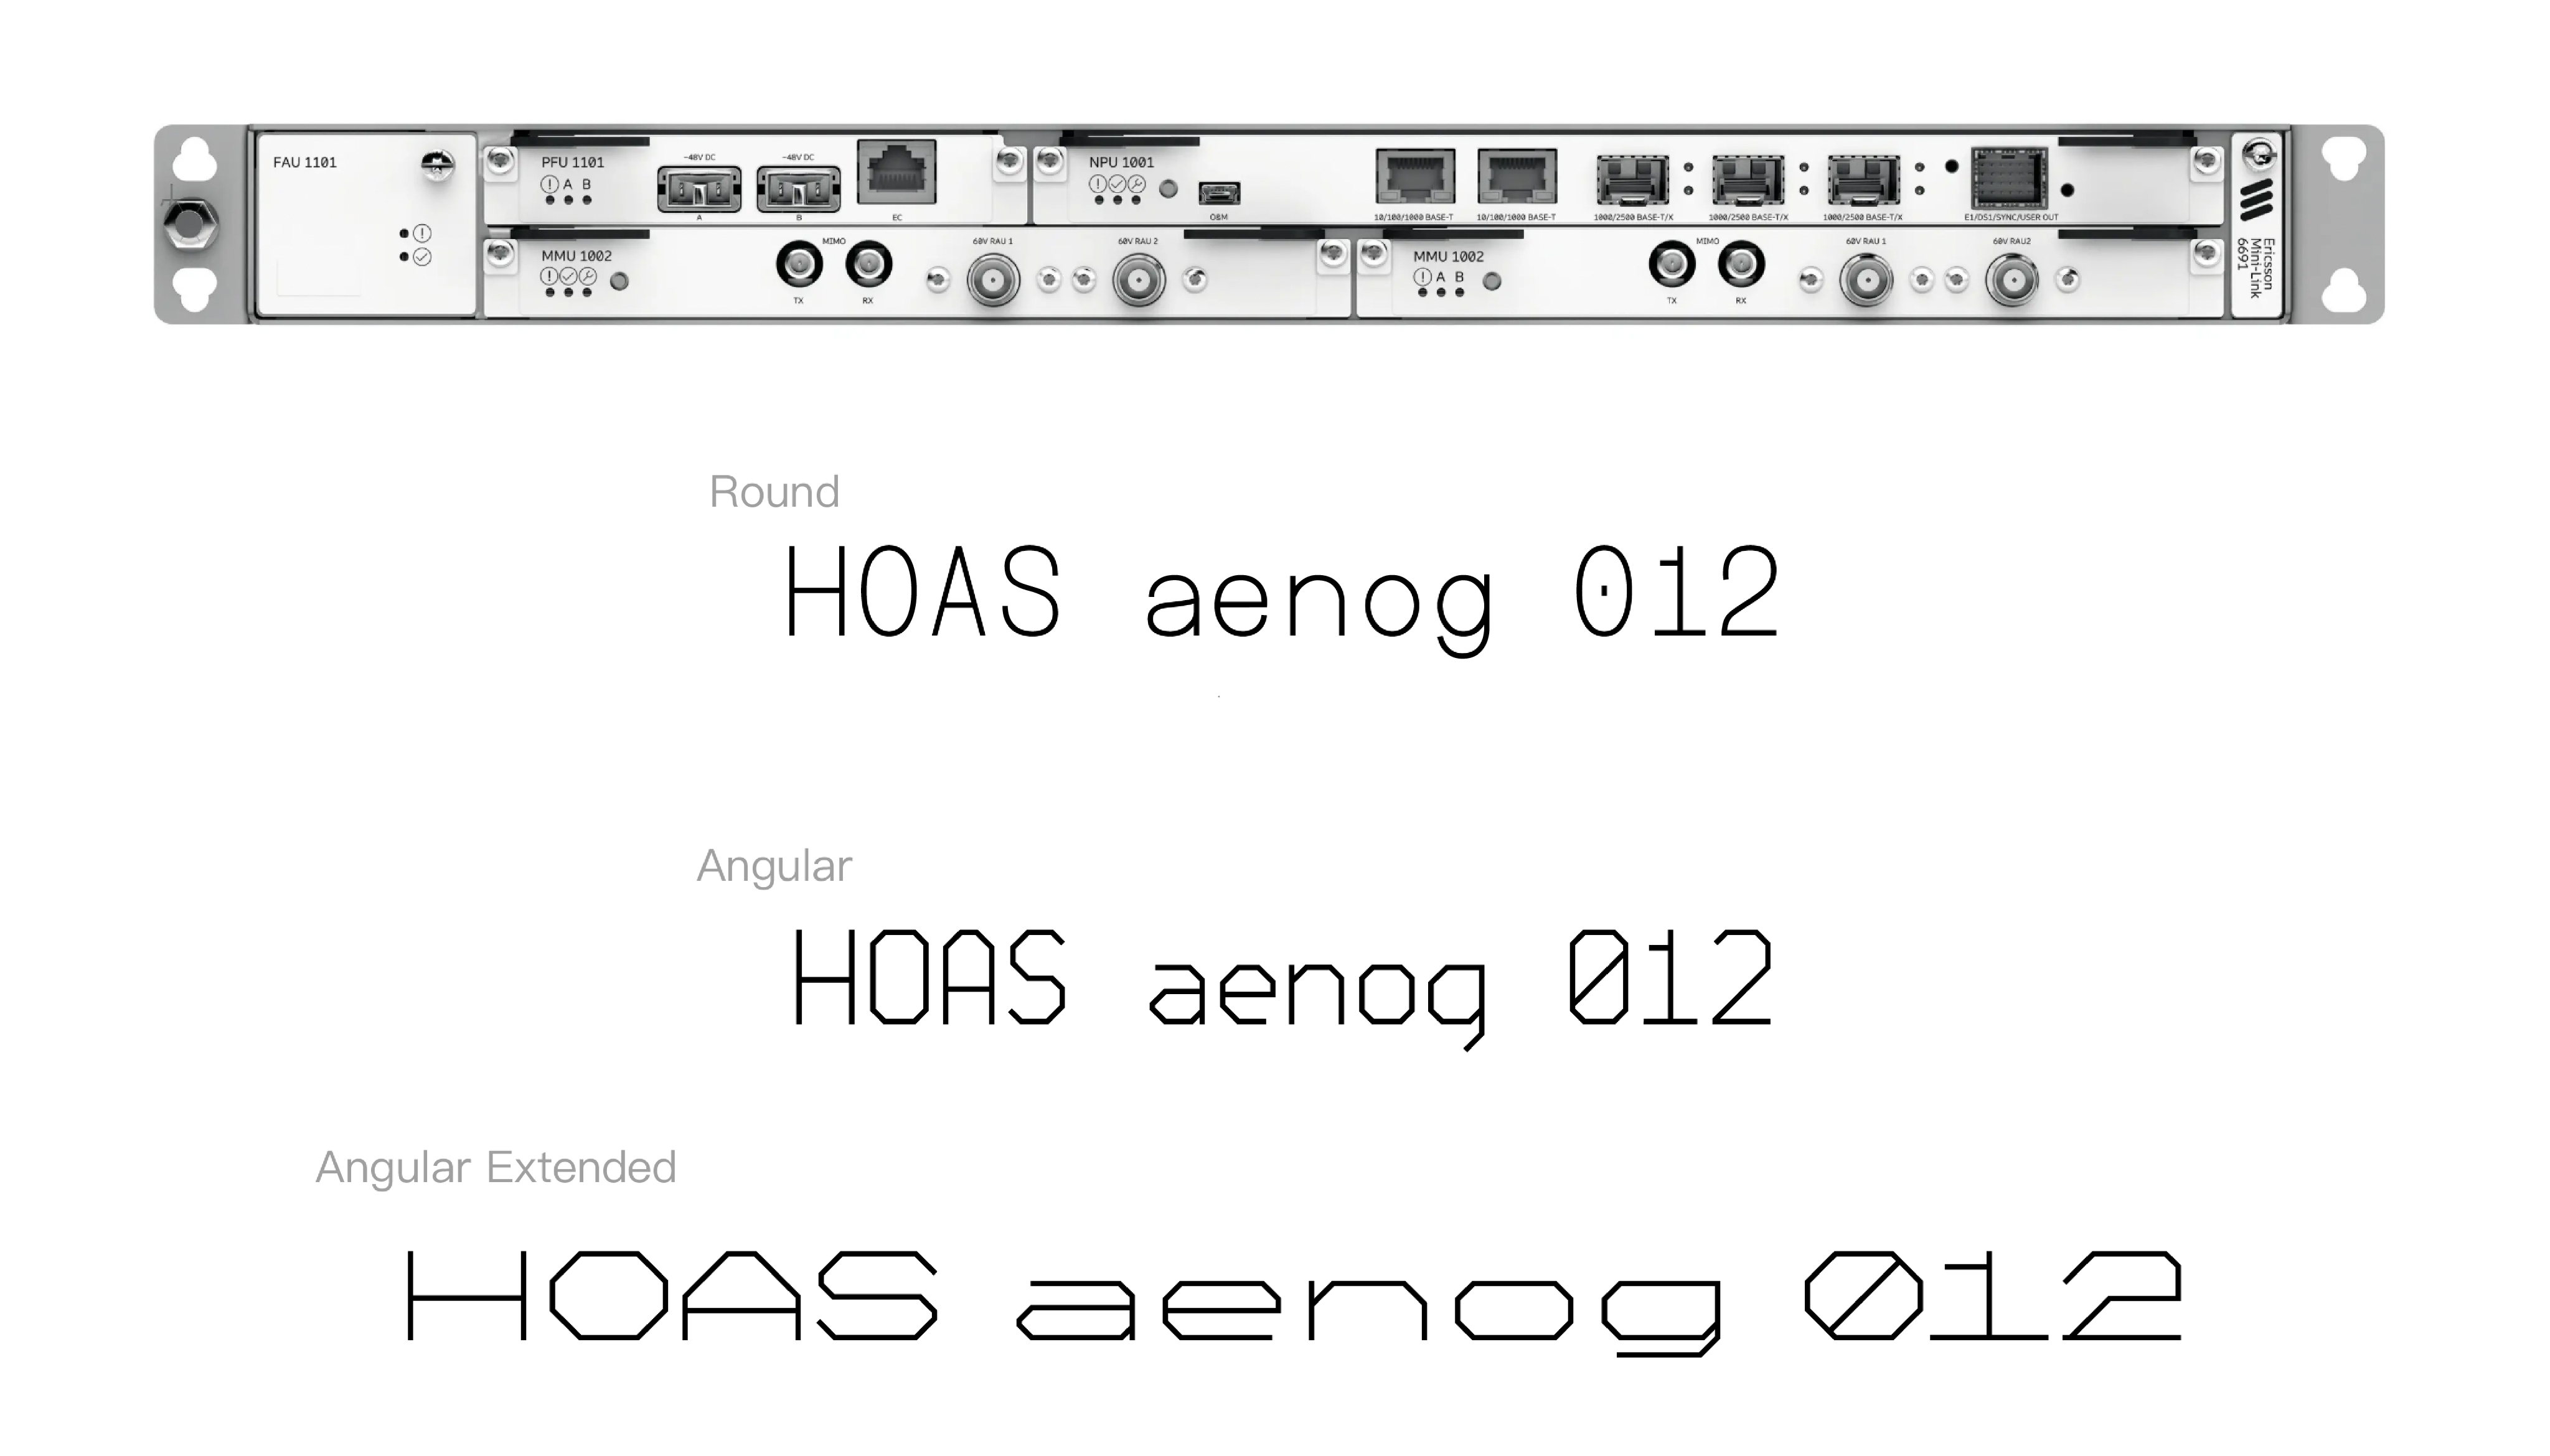 FAU 1101
PFU 1101
A B
-48V DC
-48V DC
A
B
EC
NPU 1001
O&M
10/100/1000 BASE-T
10/100/1000 BASE-T
1000/2500 BASE-T/X
1000/2500 BASE-T/X
1000/2500 BASE-T/X
E1/DS1/SYNC/USER OUT
MMU 1002
MIMO
TX
RX
60V RAU 1
60V RAU 2
MMU 1002
A B
MIMO
TX
RX
60V RAU 1
60V RAU2
Ericsson
Mini-Link
6691
Round
HOAS aenog 012
Angular
HOAS aenog 012
Angular Extended
HOAS aenog 012